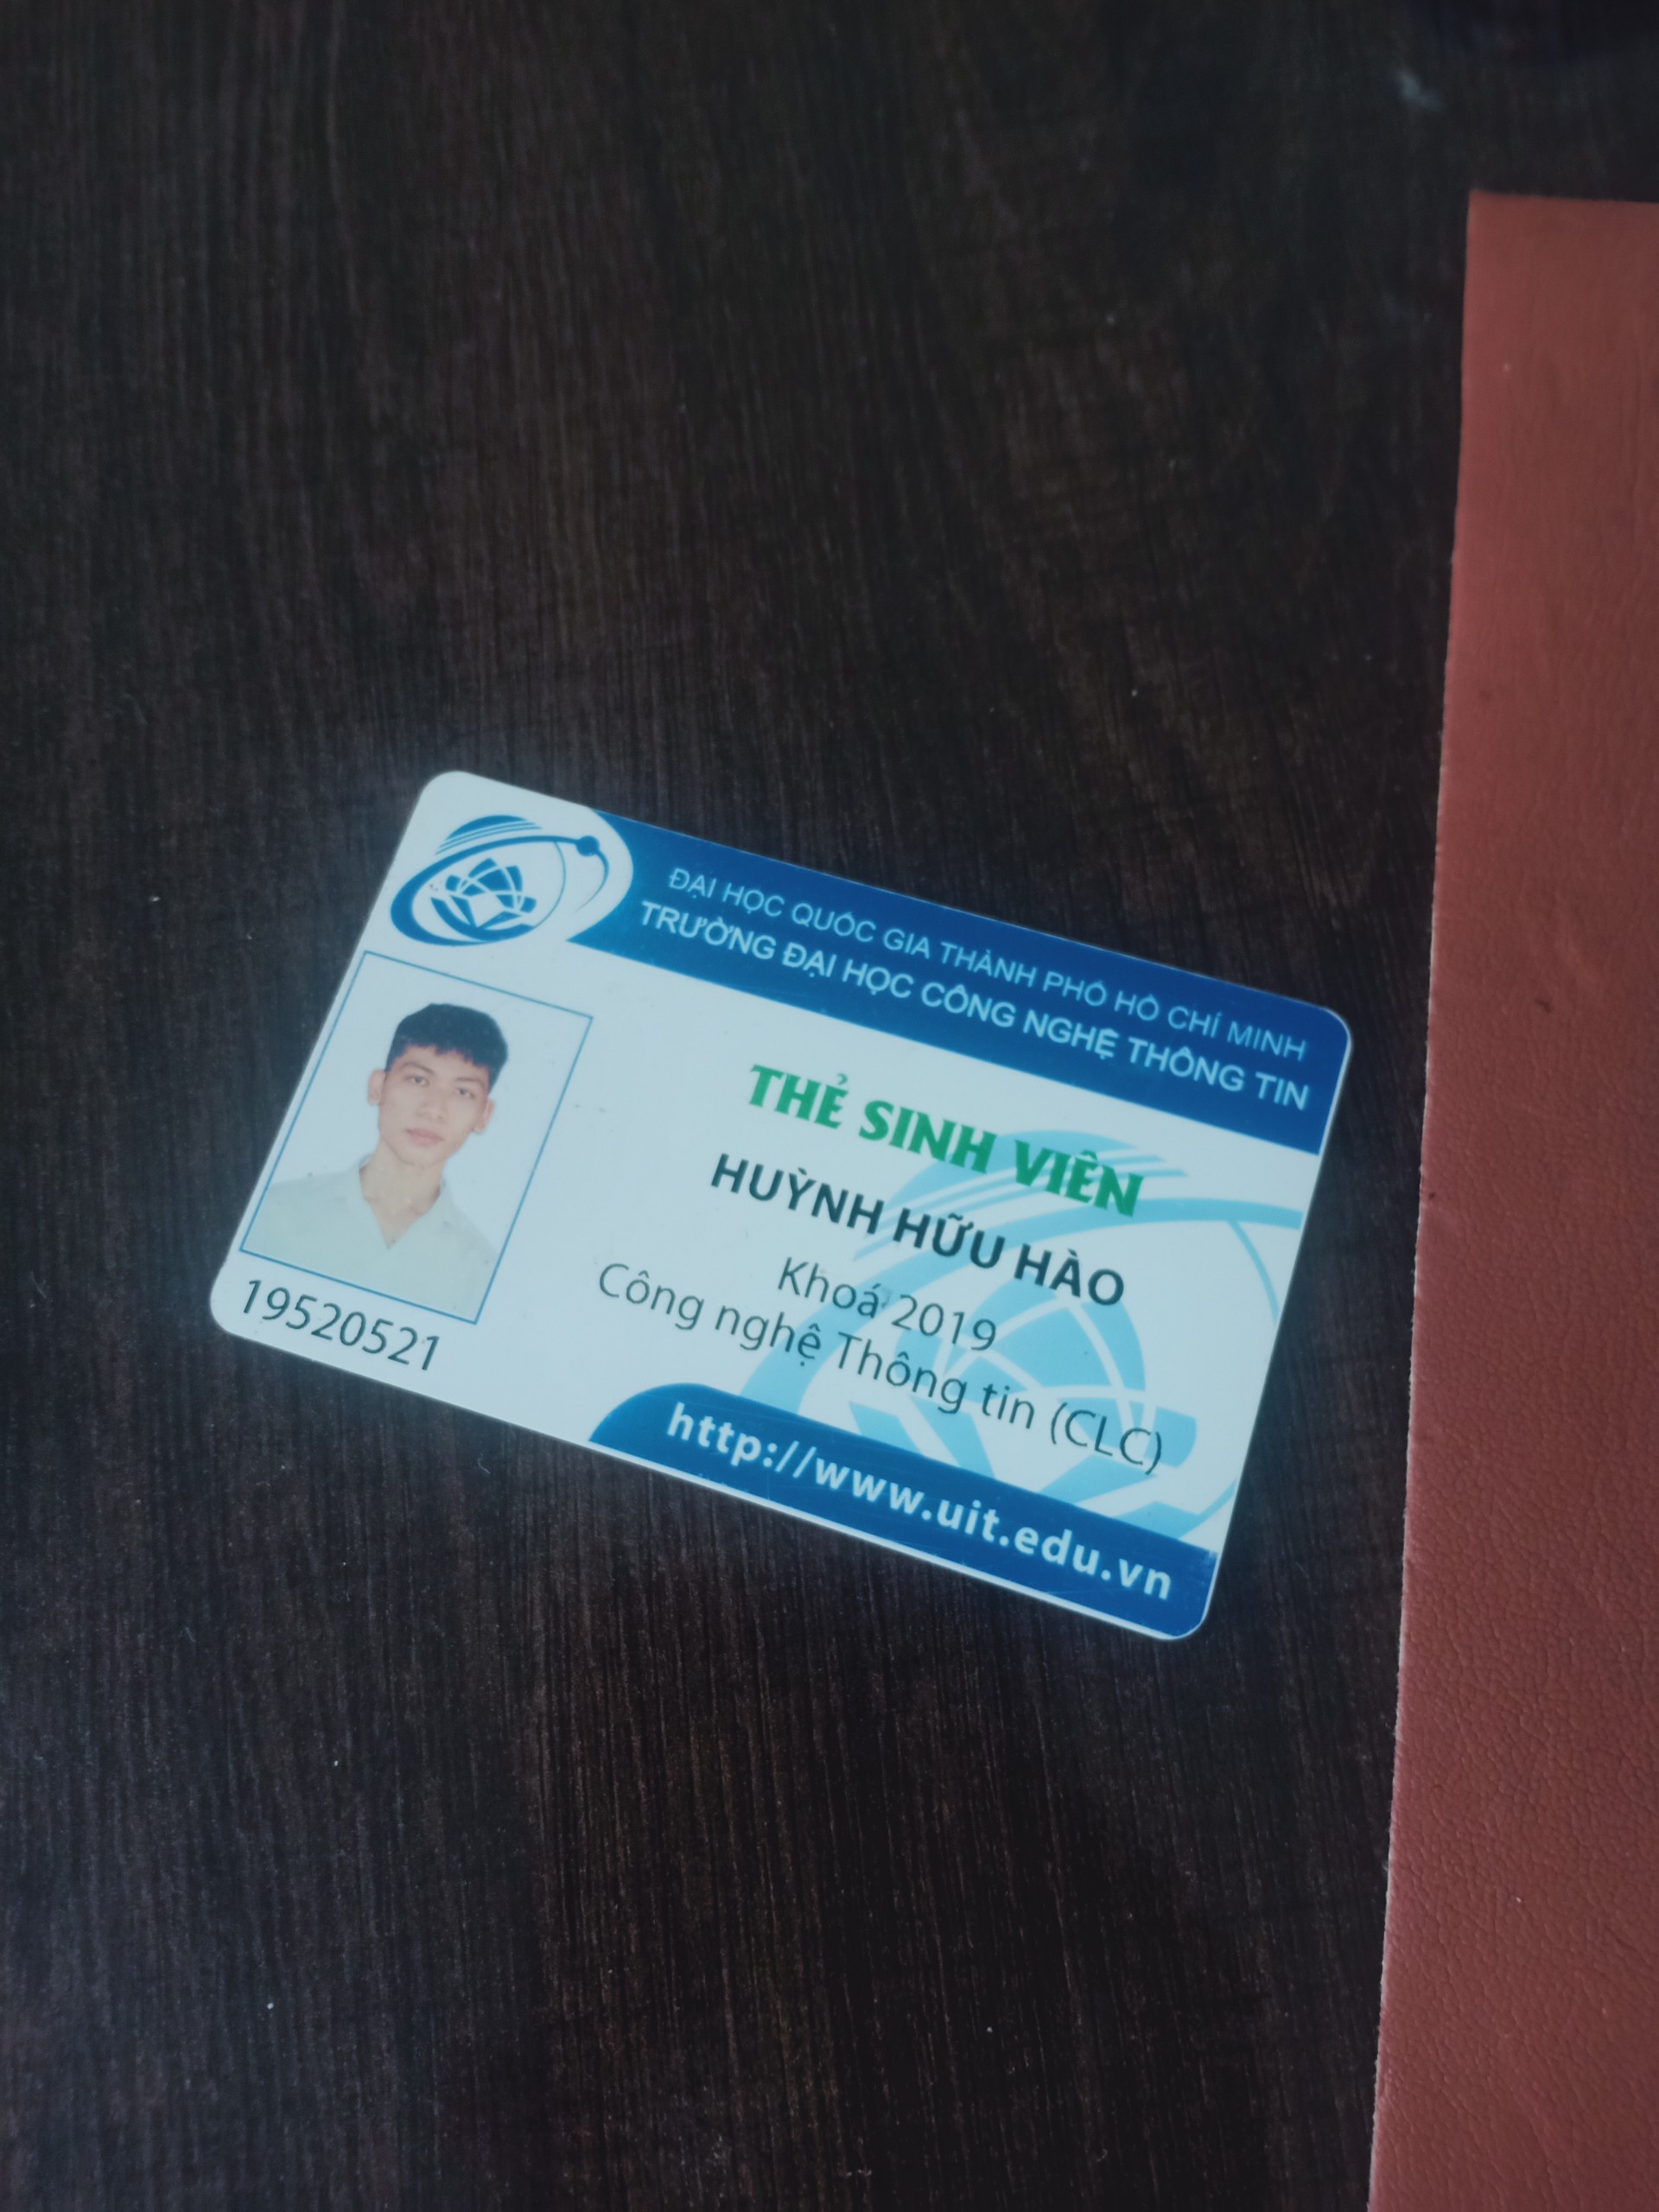 ĐẠI HỌC QUỐC GIA THÀNH PHỐ HỒ CHÍ MINH
TRƯỜNG ĐẠI HỌC CÔNG NGHỆ THÔNG TIN
THẺ SINH VIÊN
HUỲNH HỮU HÀO
Khoá 2019
Công nghệ Thông tin (CLC)
19520521
http://www.uit.edu.vn